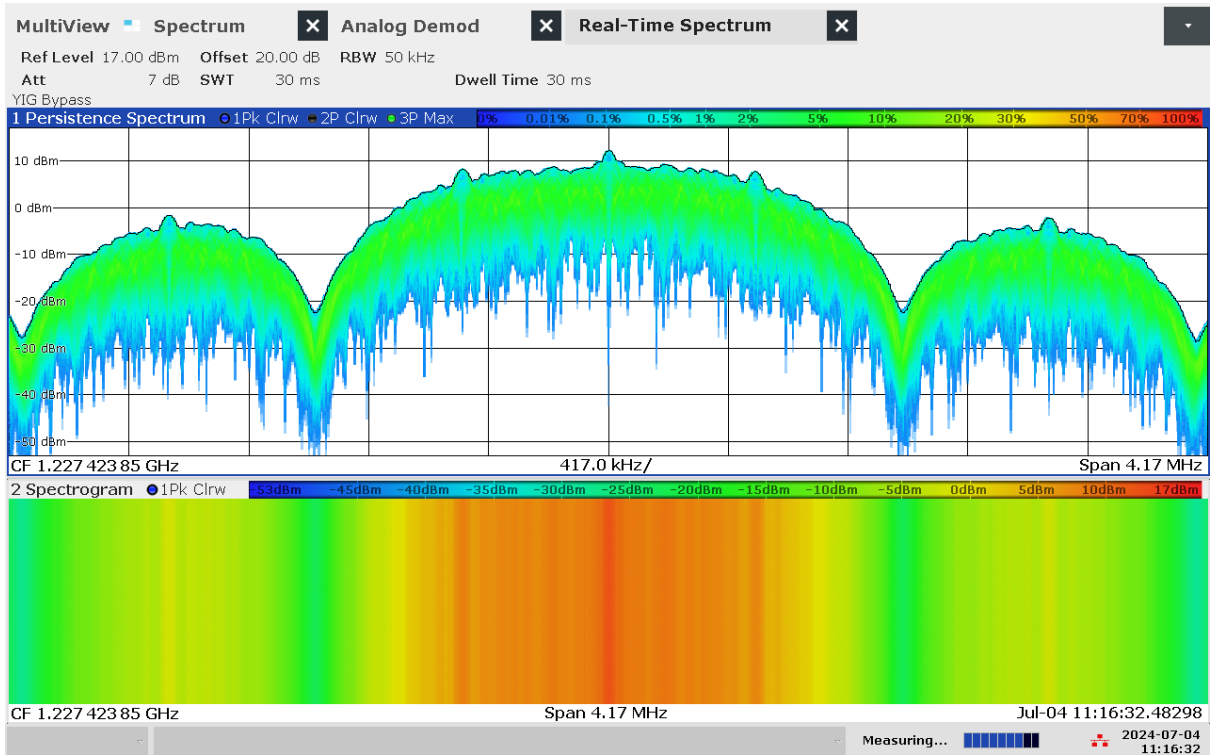 MultiView Spectrum X Analog Demod X Real-Time Spectrum X
Ref Level 17.00 dBm Offset 20.00 dB RBW 50 kHz
Att 7 dB SWT 30 ms Dwell Time 30 ms
YIG Bypass
1 Persistence Spectrum 1Pk Clrw 2P Clrw 3P Max 0% 0.01% 0.1% 0.5% 1% 2% 5% 10% 20% 30% 50% 70% 100%
10 dBm
0 dBm
-10 dBm
-20 dBm
-30 dBm
-40 dBm
-50 dBm
CF 1.227 423 85 GHz 417.0 kHz/ Span 4.17 MHz
2 Spectrogram 1Pk Clrw -53dBm -45dBm -40dBm -35dBm -30dBm -25dBm -20dBm -15dBm -10dBm -5dBm 0dBm 5dBm 10dBm 17dBm
CF 1.227 423 85 GHz Span 4.17 MHz Jul-04 11:16:32.48298
Measuring... 2024-07-04
11:16:32